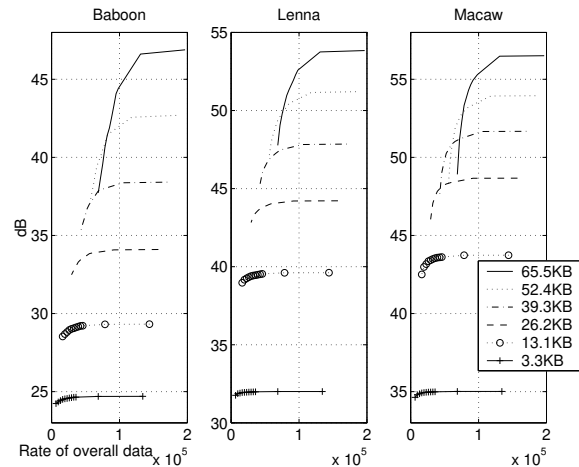 Baboon
Lenna
Macaw
dB
45
40
35
30
25
0
1
2
x 10^5
55
50
45
40
35
30
0
1
2
x 10^5
55
50
45
40
35
0
1
2
x 10^5
Rate of overall data
65.5KB
52.4KB
39.3KB
26.2KB
13.1KB
3.3KB